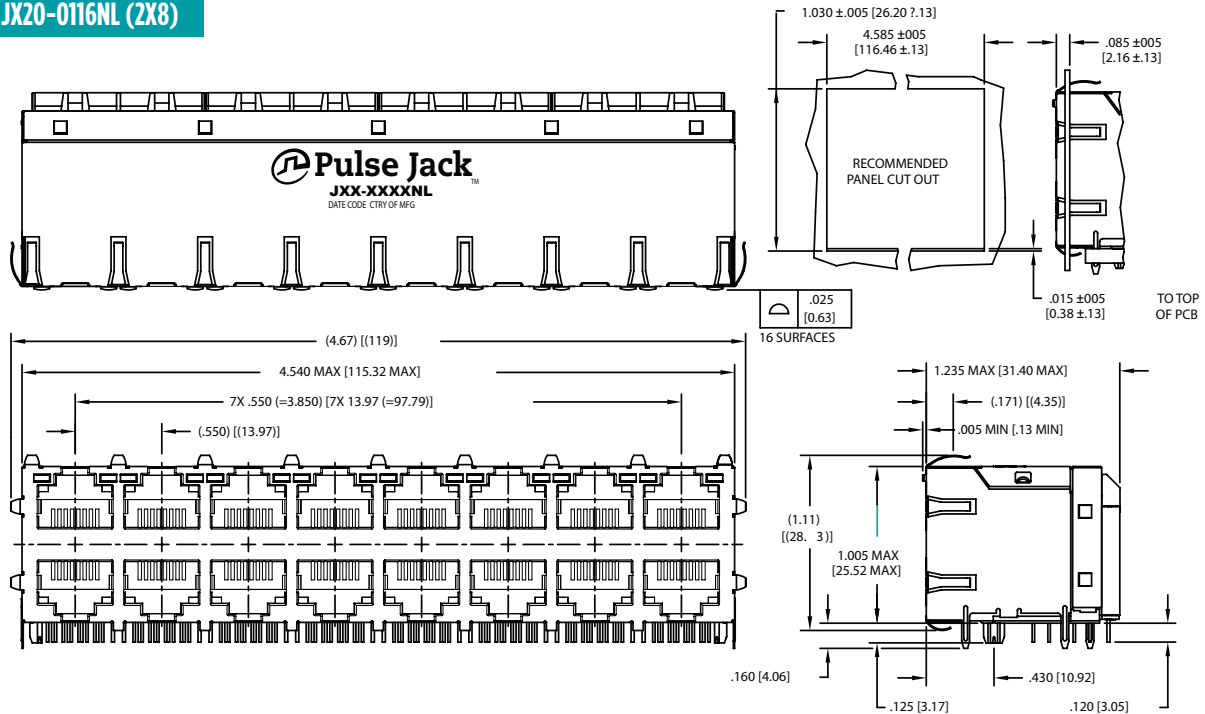 JX20-0116NL (2X8)
1.030 ±.005 [26.20 ?.13]
4.585 ±005
[116.46 ±.13]
.085 ±005
[2.16 ±.13]
RECOMMENDED
PANEL CUT OUT
Pulse Jack
TM
JXX-XXXXNL
DATE CODE CTRY OF MFG
.025
[0.63]
16 SURFACES
.015 ±005
[0.38 ±.13]
TO TOP
OF PCB
(4.67) [(119)]
4.540 MAX [115.32 MAX]
7X .550 (=3.850) [7X 13.97 (=97.79)]
(.550) [(13.97)]
1.235 MAX [31.40 MAX]
(.171) [(4.35)]
.005 MIN [.13 MIN]
(1.11)
[(28. 3)]
1.005 MAX
[25.52 MAX]
.160 [4.06]
.430 [10.92]
.125 [3.17]
.120 [3.05]